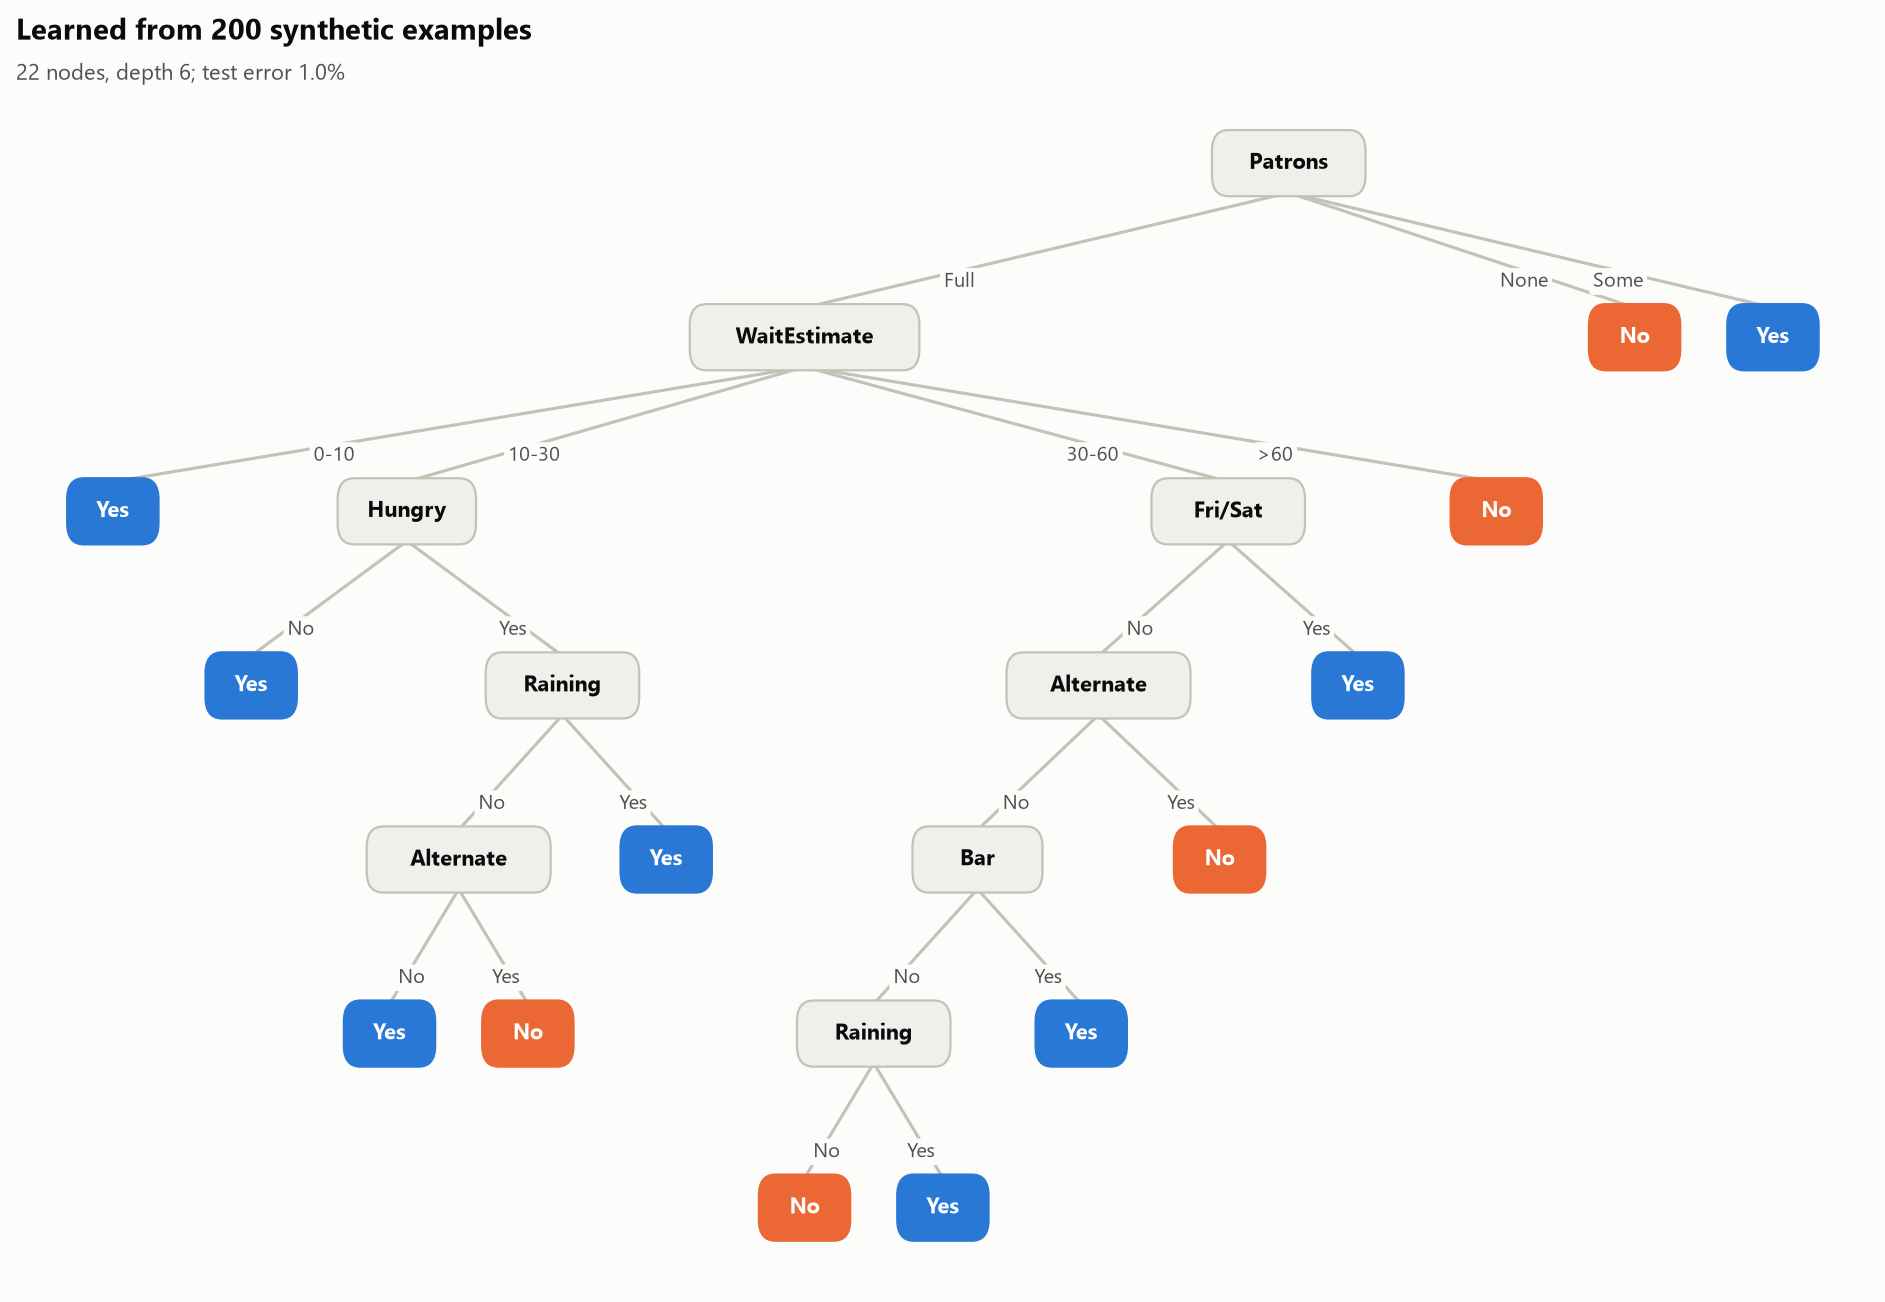 Learned from 200 synthetic examples
22 nodes, depth 6; test error 1.0%
Patrons
Full
None
Some
WaitEstimate
No
Yes
0-10
10-30
30-60
>60
Yes
Hungry
Fri/Sat
No
No
Yes
No
Yes
Yes
Raining
Alternate
Yes
No
Yes
No
Yes
Alternate
Yes
Bar
No
No
Yes
No
Yes
Yes
No
Raining
Yes
No
Yes
No
Yes